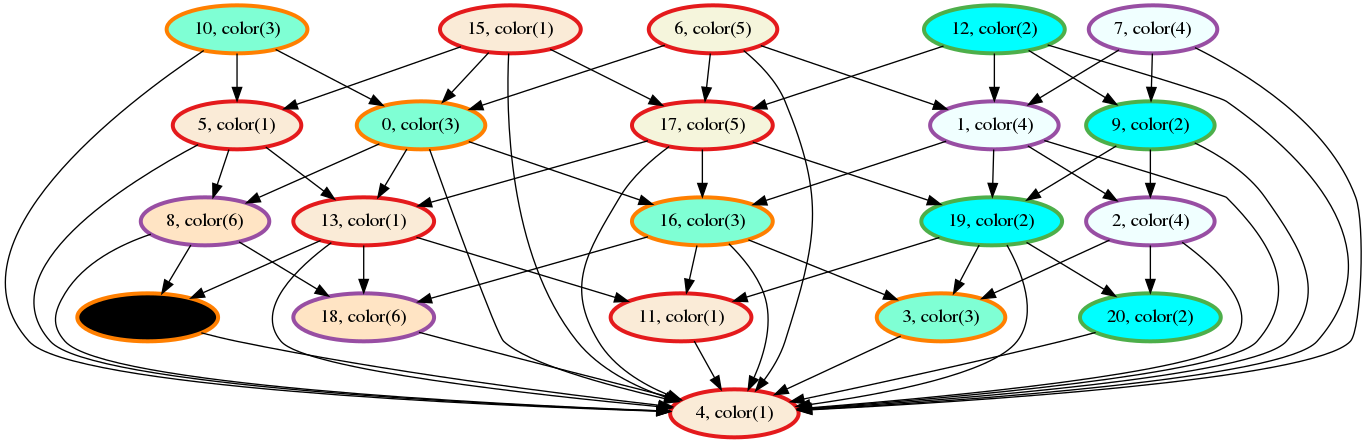 10, color(3)
15, color(1)
6, color(5)
12, color(2)
7, color(4)
5, color(1)
0, color(3)
17, color(5)
1, color(4)
9, color(2)
8, color(6)
13, color(1)
16, color(3)
19, color(2)
2, color(4)
18, color(6)
11, color(1)
3, color(3)
20, color(2)
4, color(1)